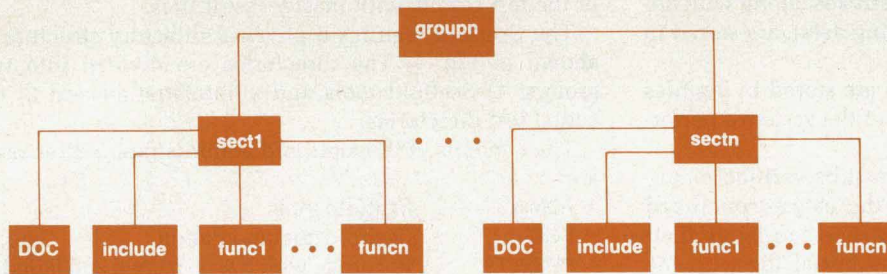 groupn
sect1 • • • sectn
DOC include func1 • • • funcn DOC include func1 • • • funcn